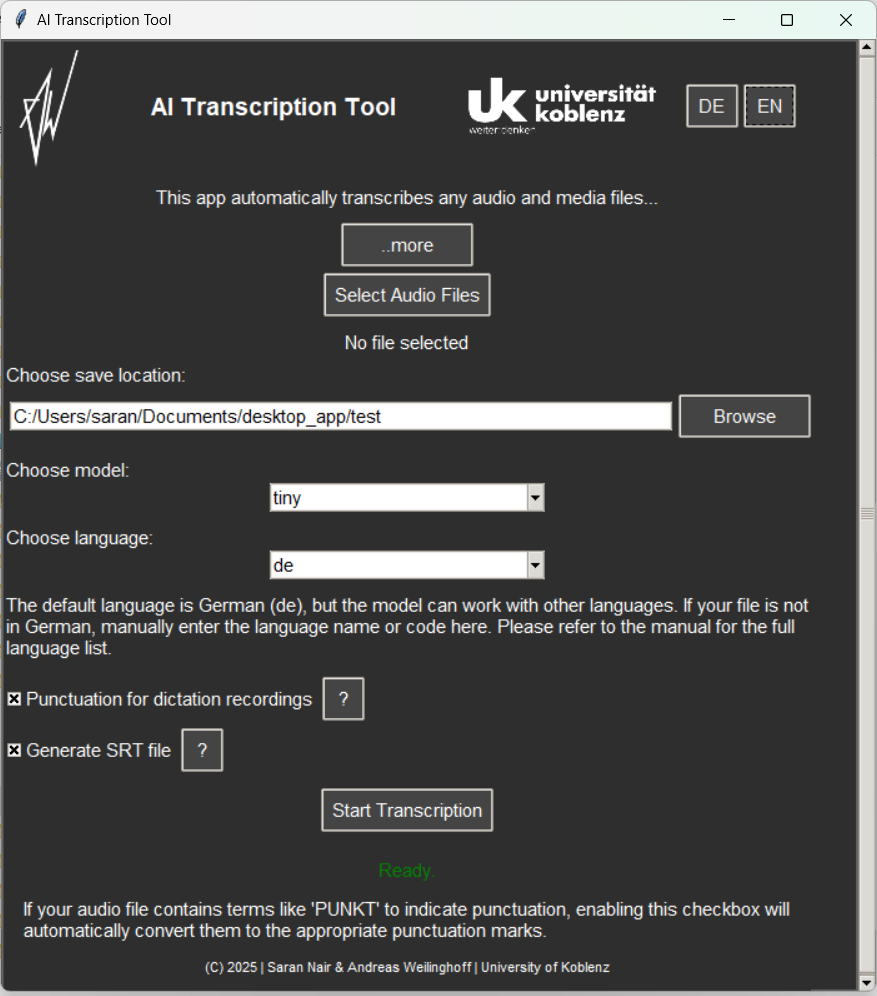 AI Transcription Tool
AI Transcription Tool
uk universität
koblenz
weiter:denken
DE EN
This app automatically transcribes any audio and media files...
..more
Select Audio Files
No file selected
Choose save location:
C:/Users/saran/Documents/desktop_app/test Browse
Choose model:
tiny
Choose language:
de
The default language is German (de), but the model can work with other languages. If your file is not
in German, manually enter the language name or code here. Please refer to the manual for the full
language list.
Punctuation for dictation recordings ?
Generate SRT file ?
Start Transcription
Ready.
If your audio file contains terms like 'PUNKT' to indicate punctuation, enabling this checkbox will
automatically convert them to the appropriate punctuation marks.
(C) 2025 | Saran Nair & Andreas Weilinghoff | University of Koblenz